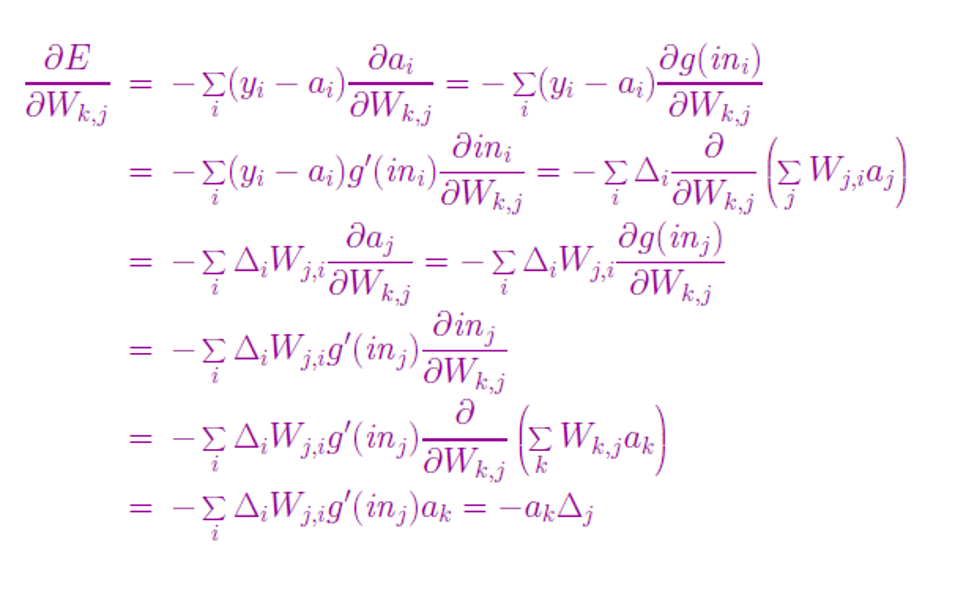 ∂E/∂W_{k,j} = −∑_i (y_i − a_i) ∂a_i/∂W_{k,j} = −∑_i (y_i − a_i) ∂g(in_i)/∂W_{k,j}
= −∑_i (y_i − a_i) g′(in_i) ∂in_i/∂W_{k,j} = −∑_i Δ_i ∂/∂W_{k,j} (∑_j W_{j,i} a_j)
= −∑_i Δ_i W_{j,i} ∂a_j/∂W_{k,j} = −∑_i Δ_i W_{j,i} ∂g(in_j)/∂W_{k,j}
= −∑_i Δ_i W_{j,i} g′(in_j) ∂in_j/∂W_{k,j}
= −∑_i Δ_i W_{j,i} g′(in_j) ∂/∂W_{k,j} (∑_k W_{k,j} a_k)
= −∑_i Δ_i W_{j,i} g′(in_j) a_k = −a_k Δ_j